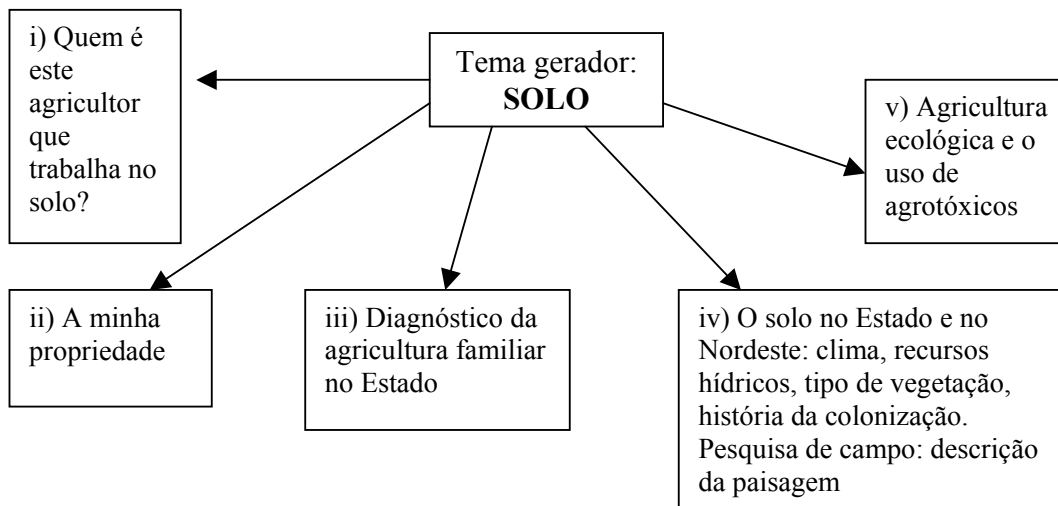 Tema gerador:
SOLO
i) Quem é
este
agricultor
que
trabalha no
solo?
ii) A minha
propriedade
iii) Diagnóstico da
agricultura familiar
no Estado
iv) O solo no Estado e no
Nordeste: clima, recursos
hídricos, tipo de vegetação,
história da colonização.
Pesquisa de campo: descrição
da paisagem
v) Agricultura
ecológica e o
uso de
agrotóxicos